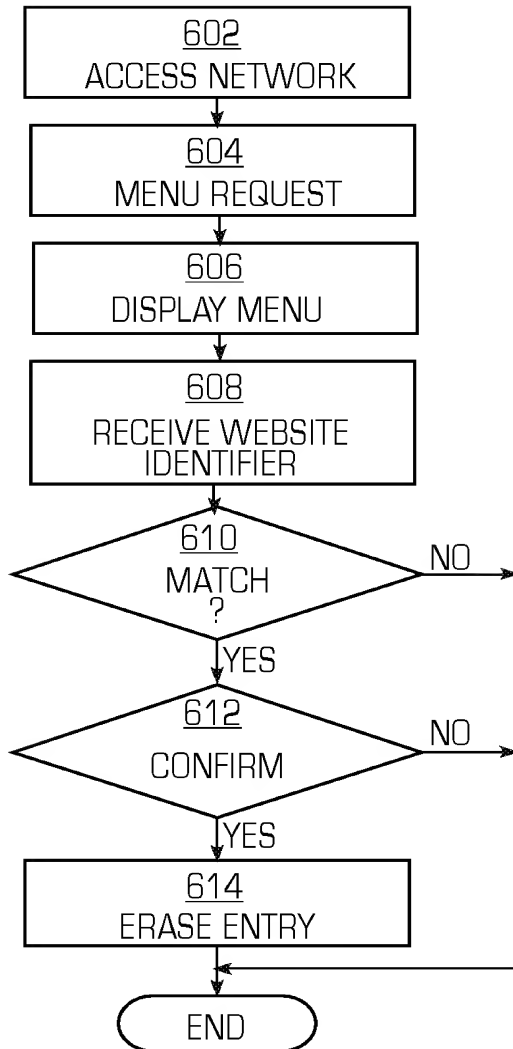 602
ACCESS NETWORK
604
MENU REQUEST
606
DISPLAY MENU
608
RECEIVE WEBSITE
IDENTIFIER
610
MATCH
?
NO
YES
612
CONFIRM
NO
YES
614
ERASE ENTRY
END